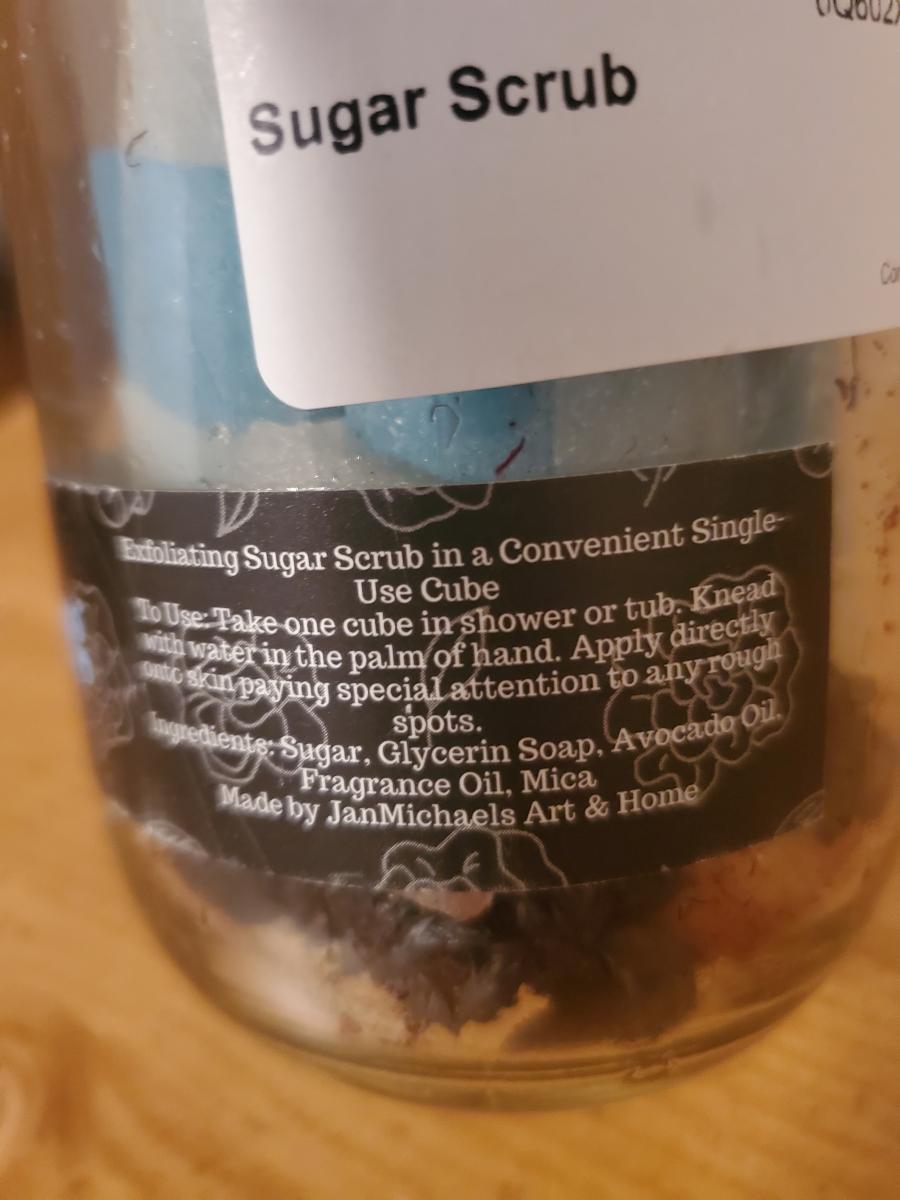 Sugar Scrub
Exfoliating Sugar Scrub in a Convenient Single-
Use Cube
To Use: Take one cube in shower or tub. Knead
with water in the palm of hand. Apply directly
onto skin paying special attention to any rough
spots.
Ingredients: Sugar, Glycerin Soap, Avocado Oil,
Fragrance Oil, Mica
Made by JanMichaels Art & Home